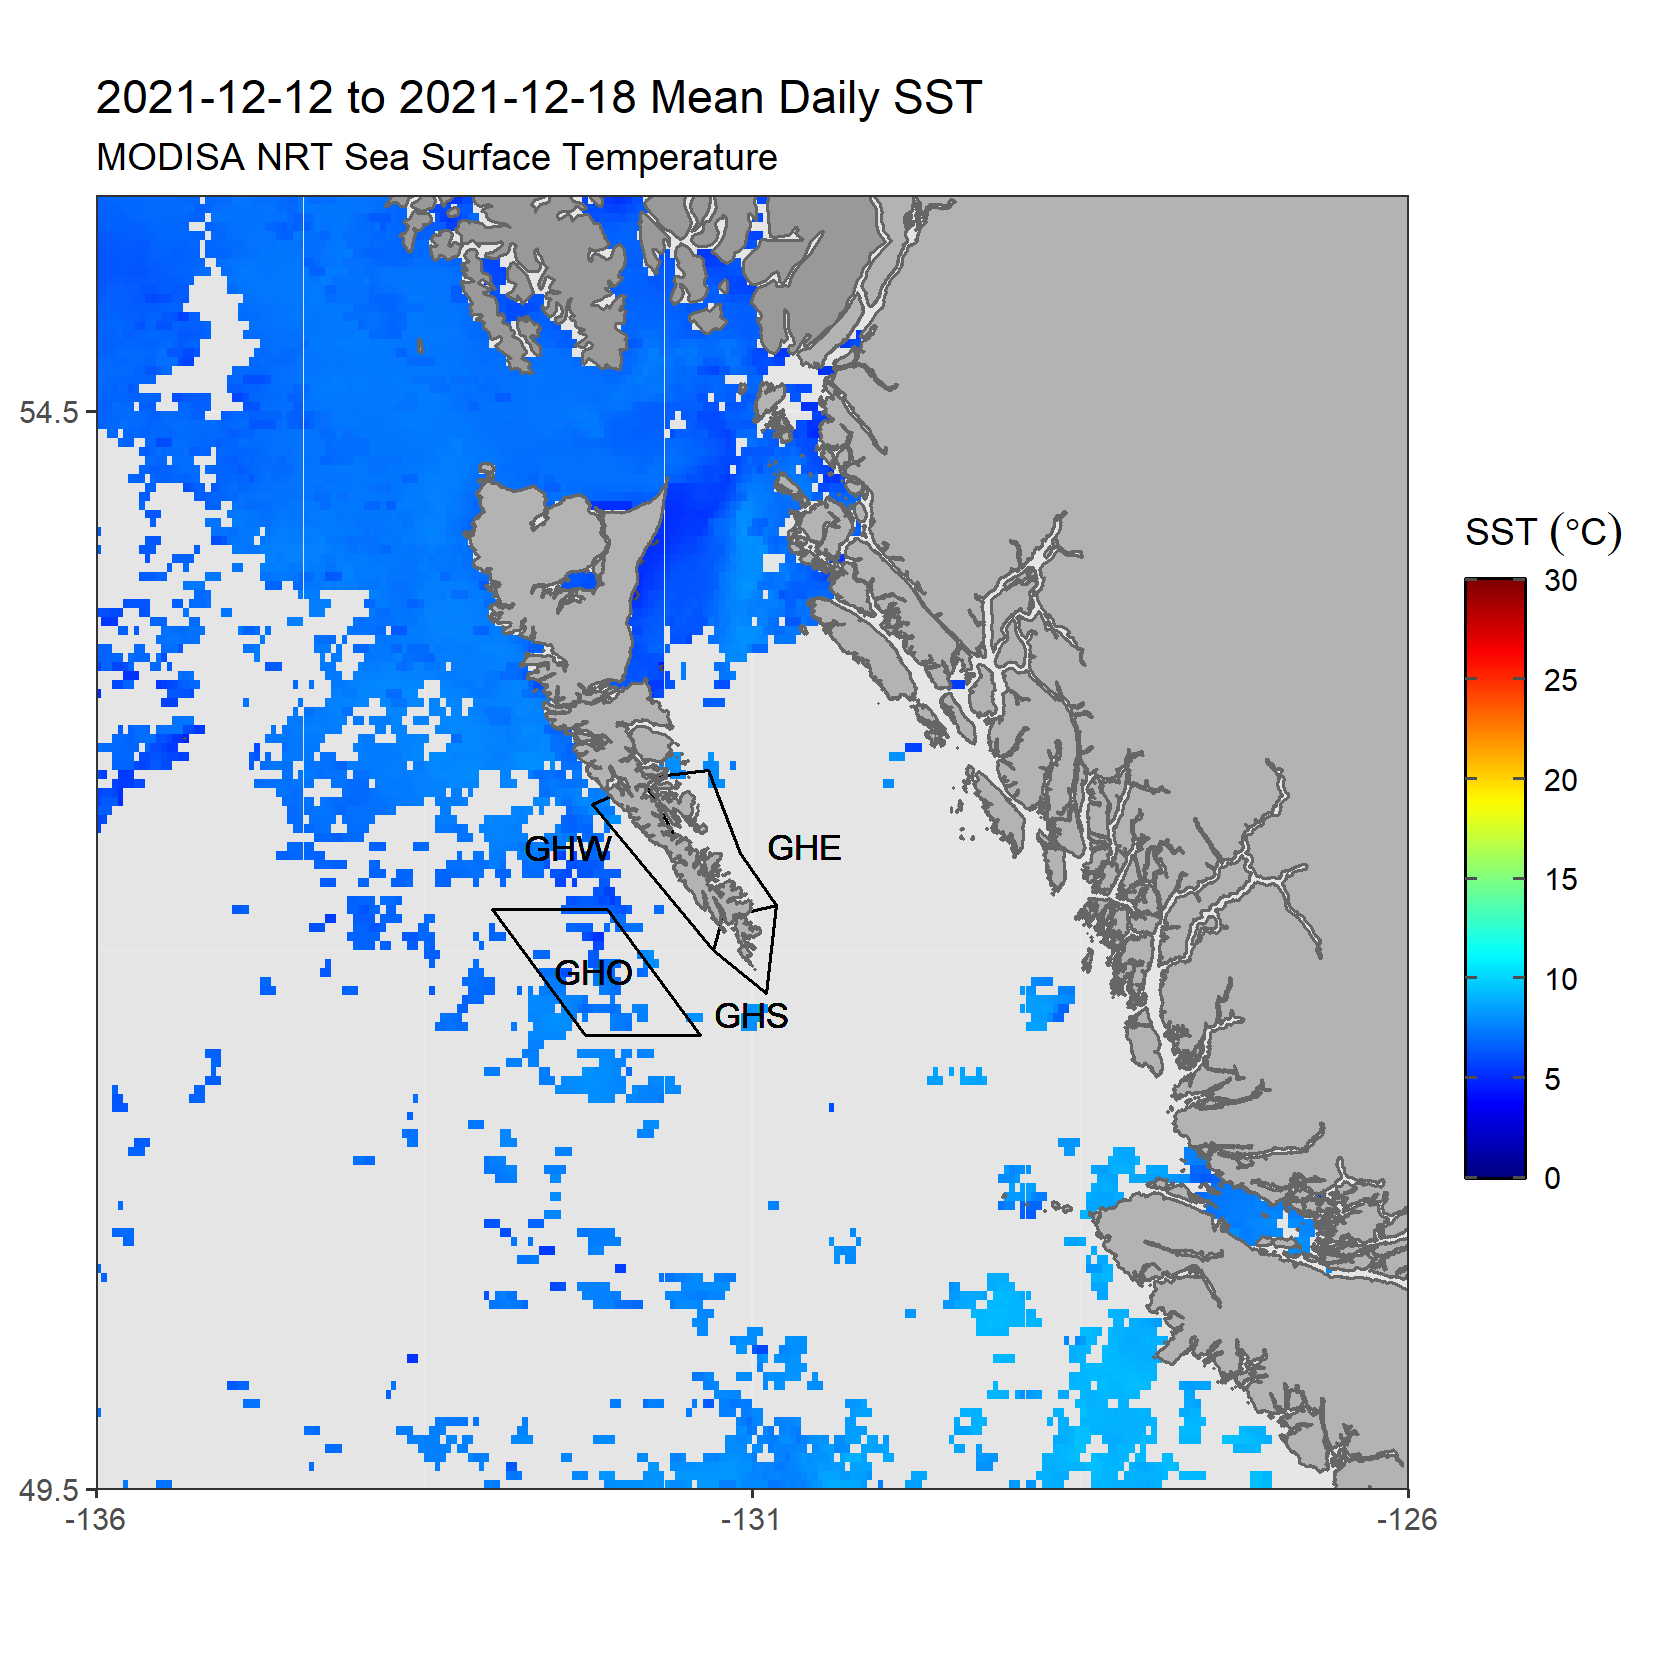 2021-12-12 to 2021-12-18 Mean Daily SST
MODISA NRT Sea Surface Temperature
54.5
49.5
-136
-131
-126
GHW
GHE
GHO
GHS
SST (°C)
30
25
20
15
10
5
0